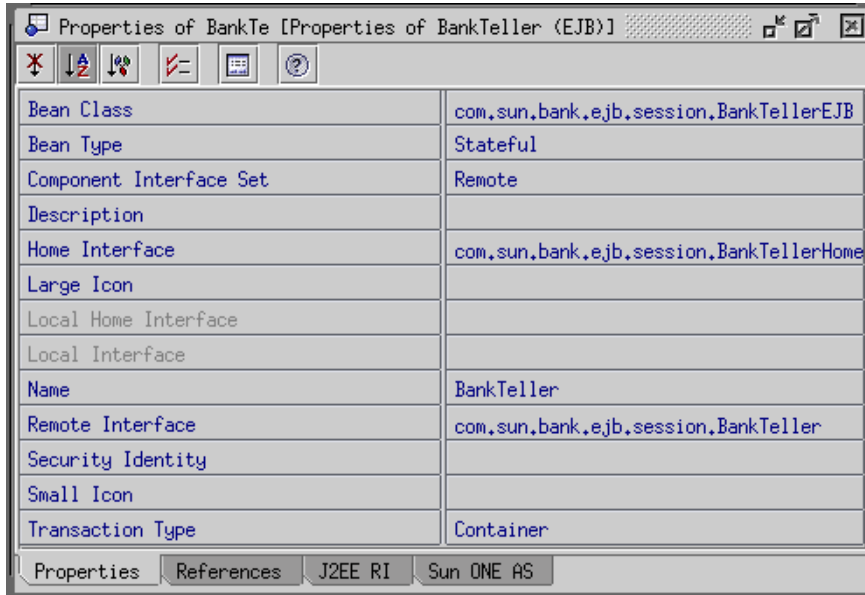 Properties of BankTe [Properties of BankTeller (EJB)]
Bean Class com.sun.bank.ejb.session.BankTellerEJB
Bean Type Stateful
Component Interface Set Remote
Description
Home Interface com.sun.bank.ejb.session.BankTellerHome
Large Icon
Local Home Interface
Local Interface
Name BankTeller
Remote Interface com.sun.bank.ejb.session.BankTeller
Security Identity
Small Icon
Transaction Type Container
Properties References J2EE RI Sun ONE AS